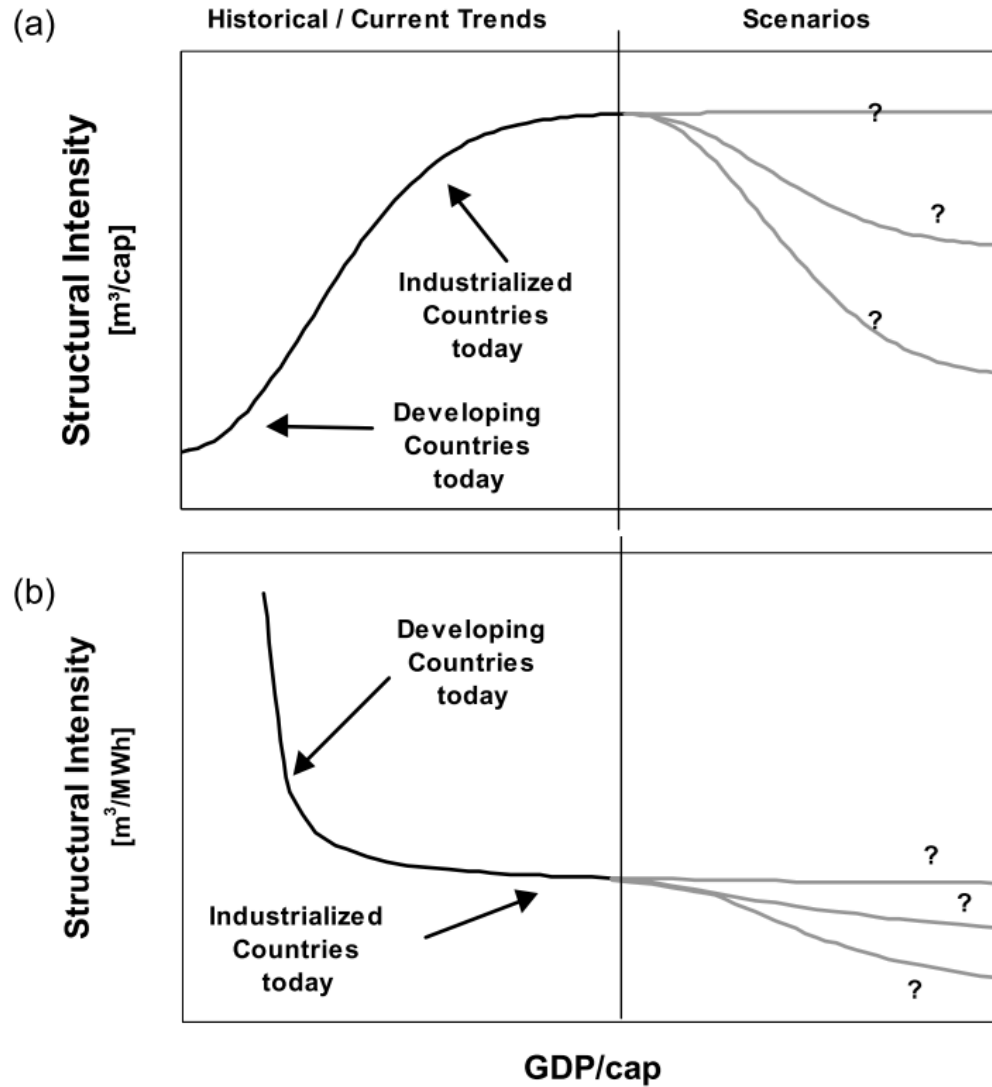 (a)
Historical / Current Trends
Scenarios
Structural Intensity
[m³/cap]
?
?
?
Industrialized
Countries
today
Developing
Countries
today
(b)
Structural Intensity
[m³/MWh]
Developing
Countries
today
Industrialized
Countries
today
?
?
?
GDP/cap